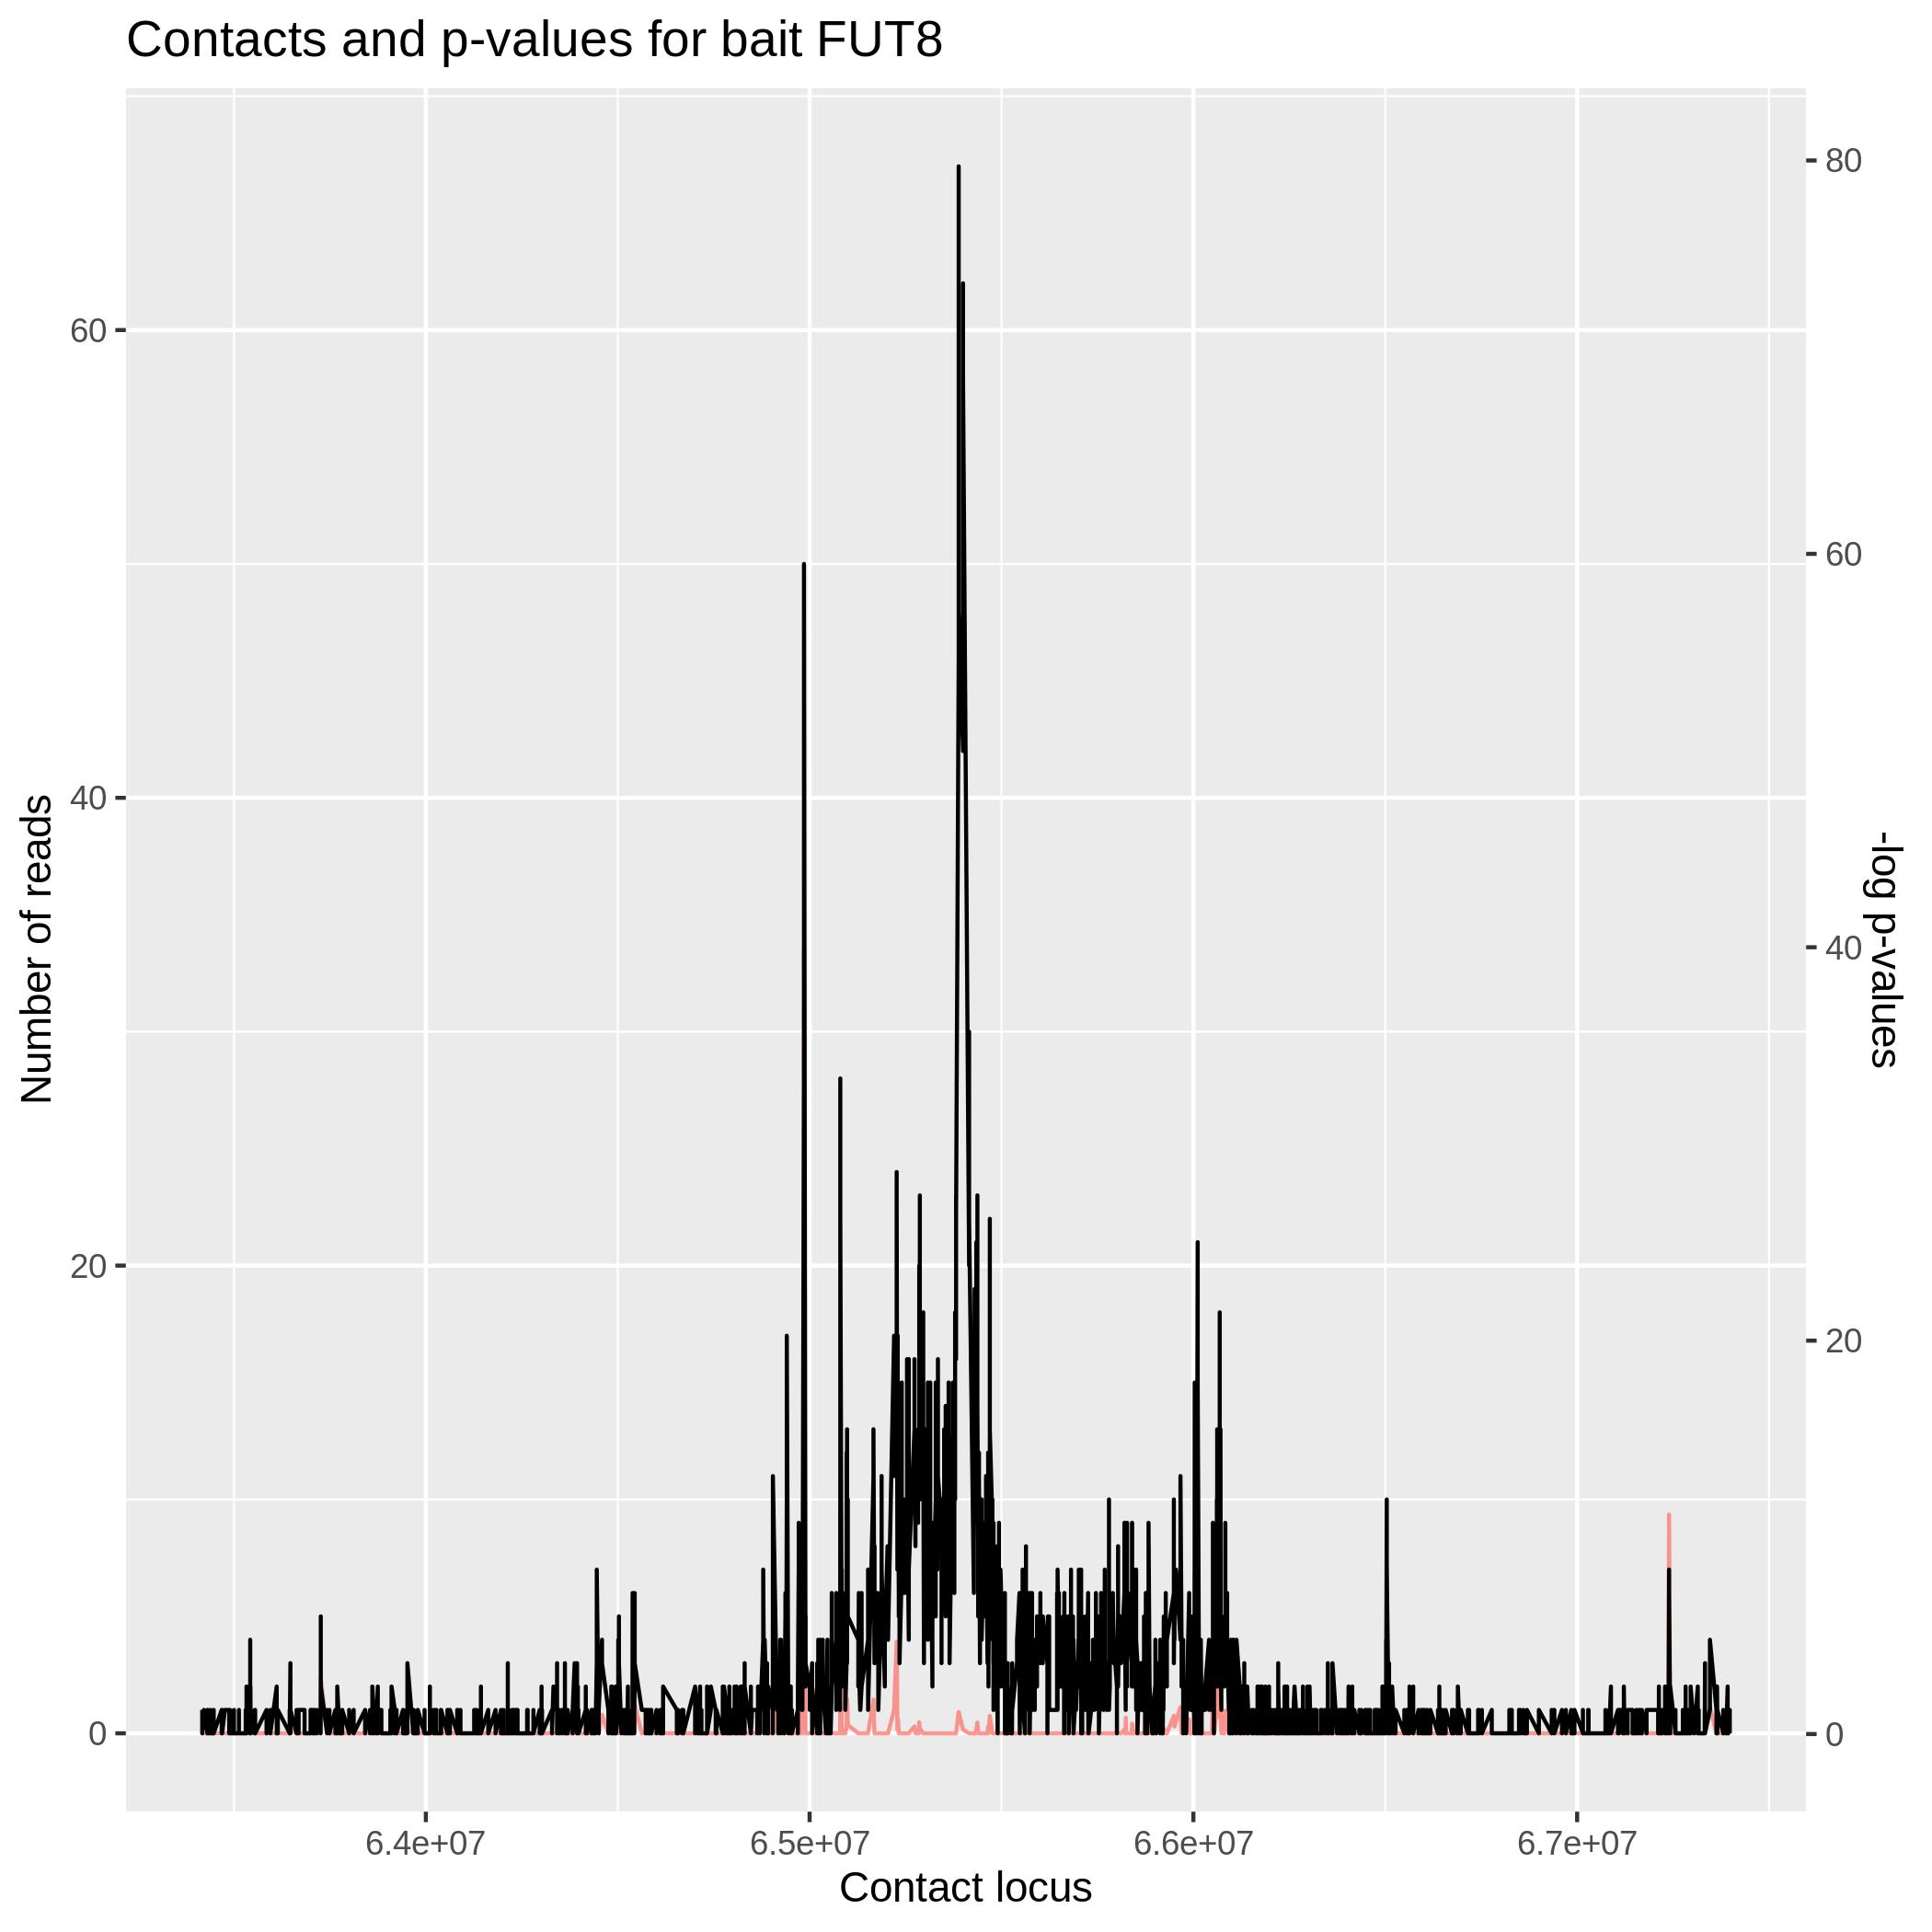 Contacts and p-values for bait FUT8
80
60
60
40
40
20
20
0
0
Number of reads
-log p-values
6.4e+07
6.5e+07
6.6e+07
6.7e+07
Contact locus